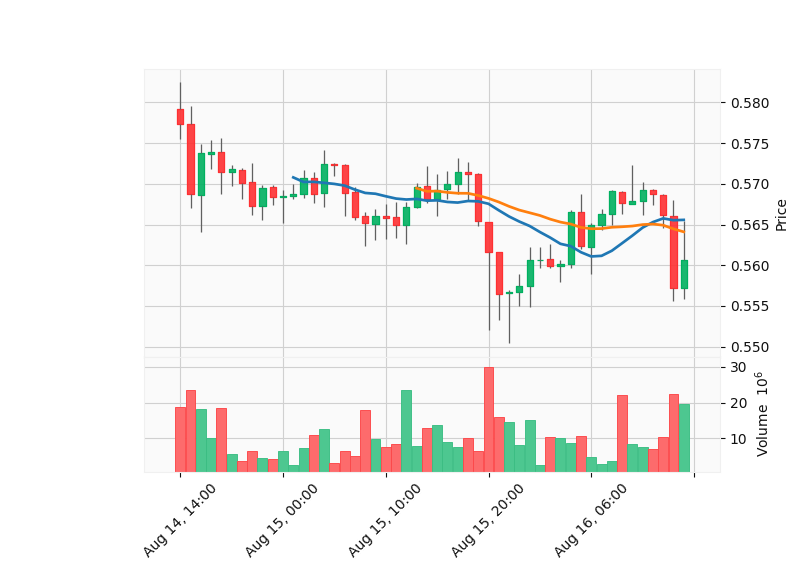 0.580
0.575
0.570
0.565
0.560
0.555
0.550
Price
30
20
10
Volume 10^6
Aug 14, 14:00
Aug 15, 00:00
Aug 15, 10:00
Aug 15, 20:00
Aug 16, 06:00